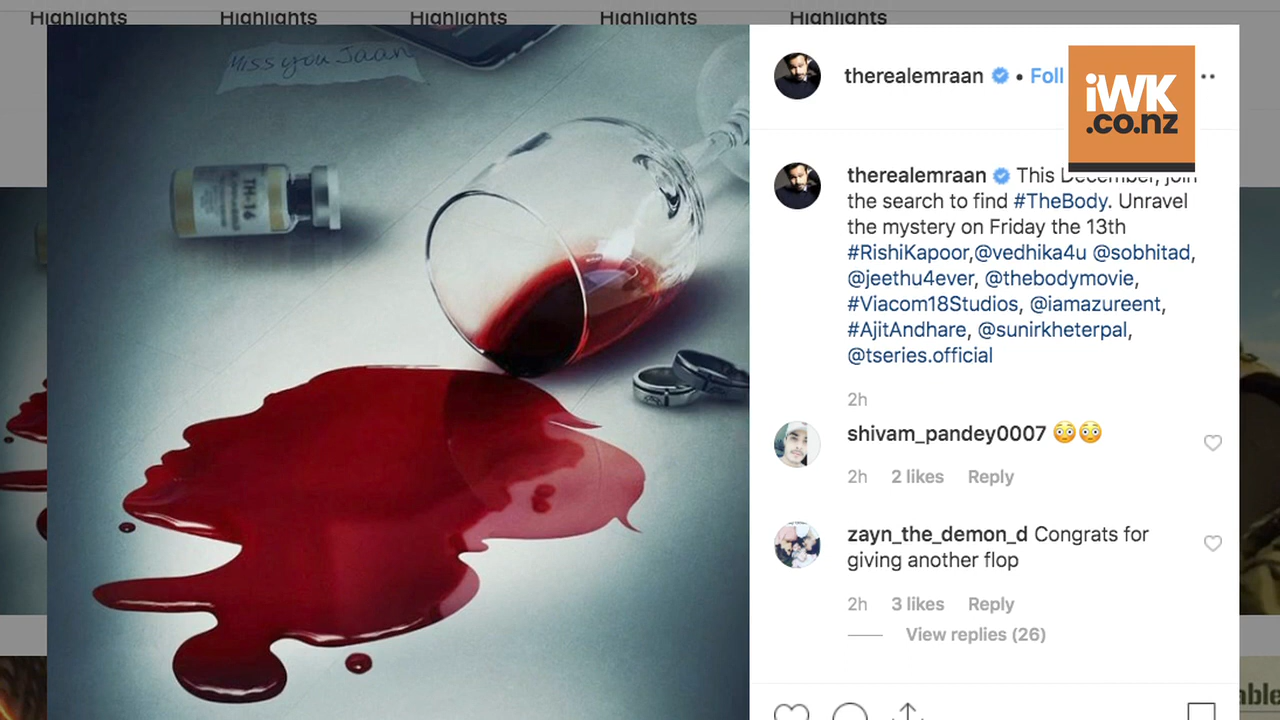 Highlights Highlights Highlights Highlights Highlights
Miss you Jaan
TH-16
therealemraan • Foll
iWK
.co.nz
therealemraan This December, join
the search to find #TheBody. Unravel
the mystery on Friday the 13th
#RishiKapoor,@vedhika4u @sobhitad,
@jeethu4ever, @thebodymovie,
#Viacom18Studios, @iamazureent,
#AjitAndhare, @sunirkheterpal,
@tseries.official
2h
shivam_pandey0007 😳😳
2h 2 likes Reply
zayn_the_demon_d Congrats for
giving another flop
2h 3 likes Reply
View replies (26)
able